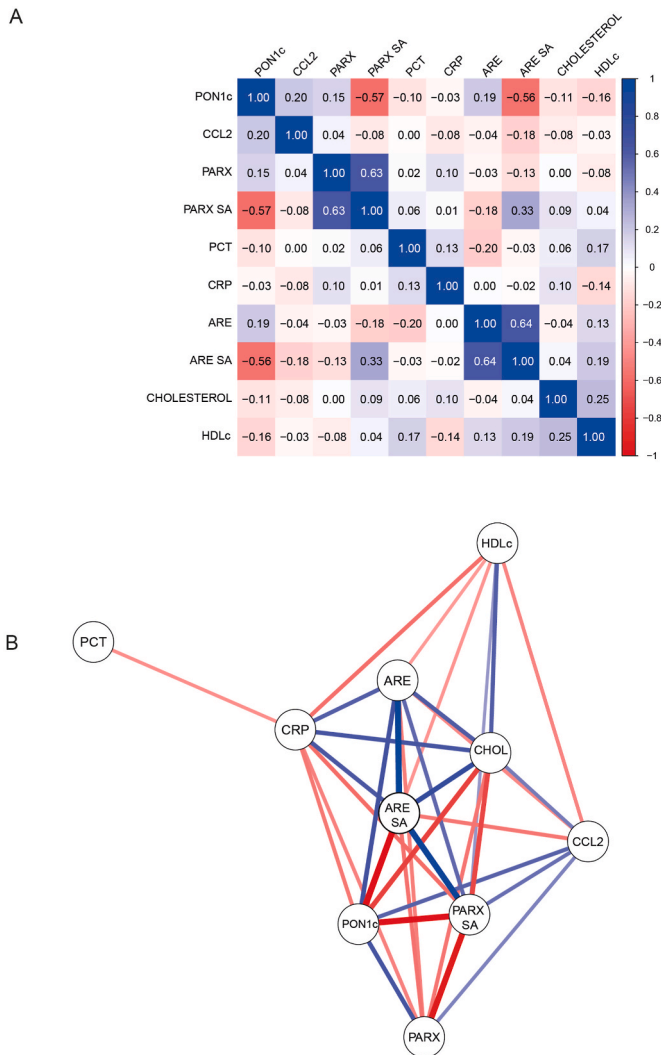 A
PON1c CCL2 PARX PARX SA PCT CRP ARE ARE SA CHOLESTEROL HDLc
PON1c 1.00 0.20 0.15 −0.57 −0.10 −0.03 0.19 −0.56 −0.11 −0.16
CCL2 0.20 1.00 0.04 −0.08 0.00 −0.08 −0.04 −0.18 −0.08 −0.03
PARX 0.15 0.04 1.00 0.63 0.02 0.10 −0.03 −0.13 0.00 −0.08
PARX SA −0.57 −0.08 0.63 1.00 0.06 0.01 −0.18 0.33 0.09 0.04
PCT −0.10 0.00 0.02 0.06 1.00 0.13 −0.20 −0.03 0.06 0.17
CRP −0.03 −0.08 0.10 0.01 0.13 1.00 0.00 −0.02 0.10 −0.14
ARE 0.19 −0.04 −0.03 −0.18 −0.20 0.00 1.00 0.64 −0.04 0.13
ARE SA −0.56 −0.18 −0.13 0.33 −0.03 −0.02 0.64 1.00 0.04 0.19
CHOLESTEROL −0.11 −0.08 0.00 0.09 0.06 0.10 −0.04 0.04 1.00 0.25
HDLc −0.16 −0.03 −0.08 0.04 0.17 −0.14 0.13 0.19 0.25 1.00
1
0.8
0.6
0.4
0.2
0
−0.2
−0.4
−0.6
−0.8
−1
B
HDLc
PCT
ARE
CRP
CHOL
ARE
SA
CCL2
PON1c
PARX
SA
PARX